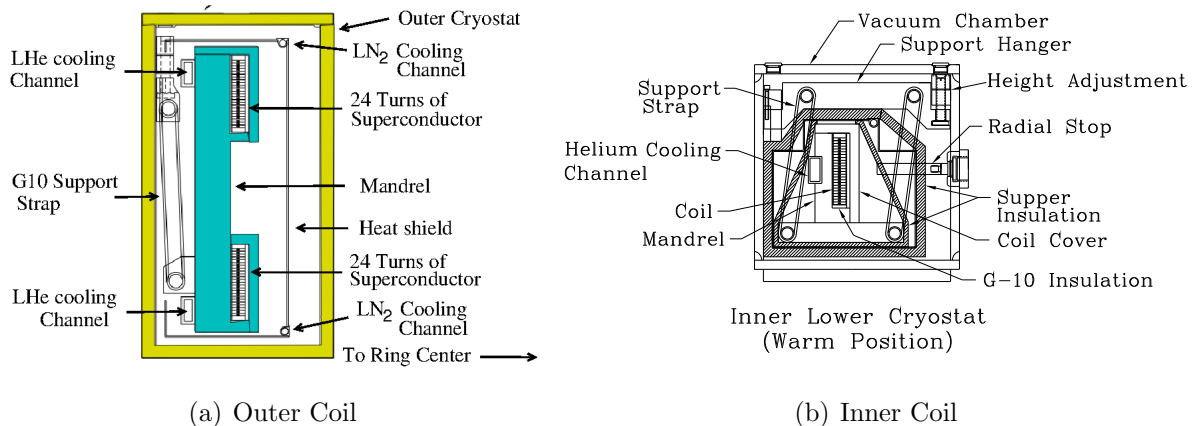 Outer Cryostat
LHe cooling
Channel
LN2 Cooling
Channel
24 Turns of
Superconductor
G10 Support
Strap
Mandrel
Heat shield
24 Turns of
Superconductor
LHe cooling
Channel
LN2 Cooling
Channel
To Ring Center
(a) Outer Coil
Vacuum Chamber
Support Hanger
Support
Strap
Height Adjustment
Radial Stop
Helium Cooling
Channel
Supper
Insulation
Coil
Mandrel
Coil Cover
G-10 Insulation
Inner Lower Cryostat
(Warm Position)
(b) Inner Coil